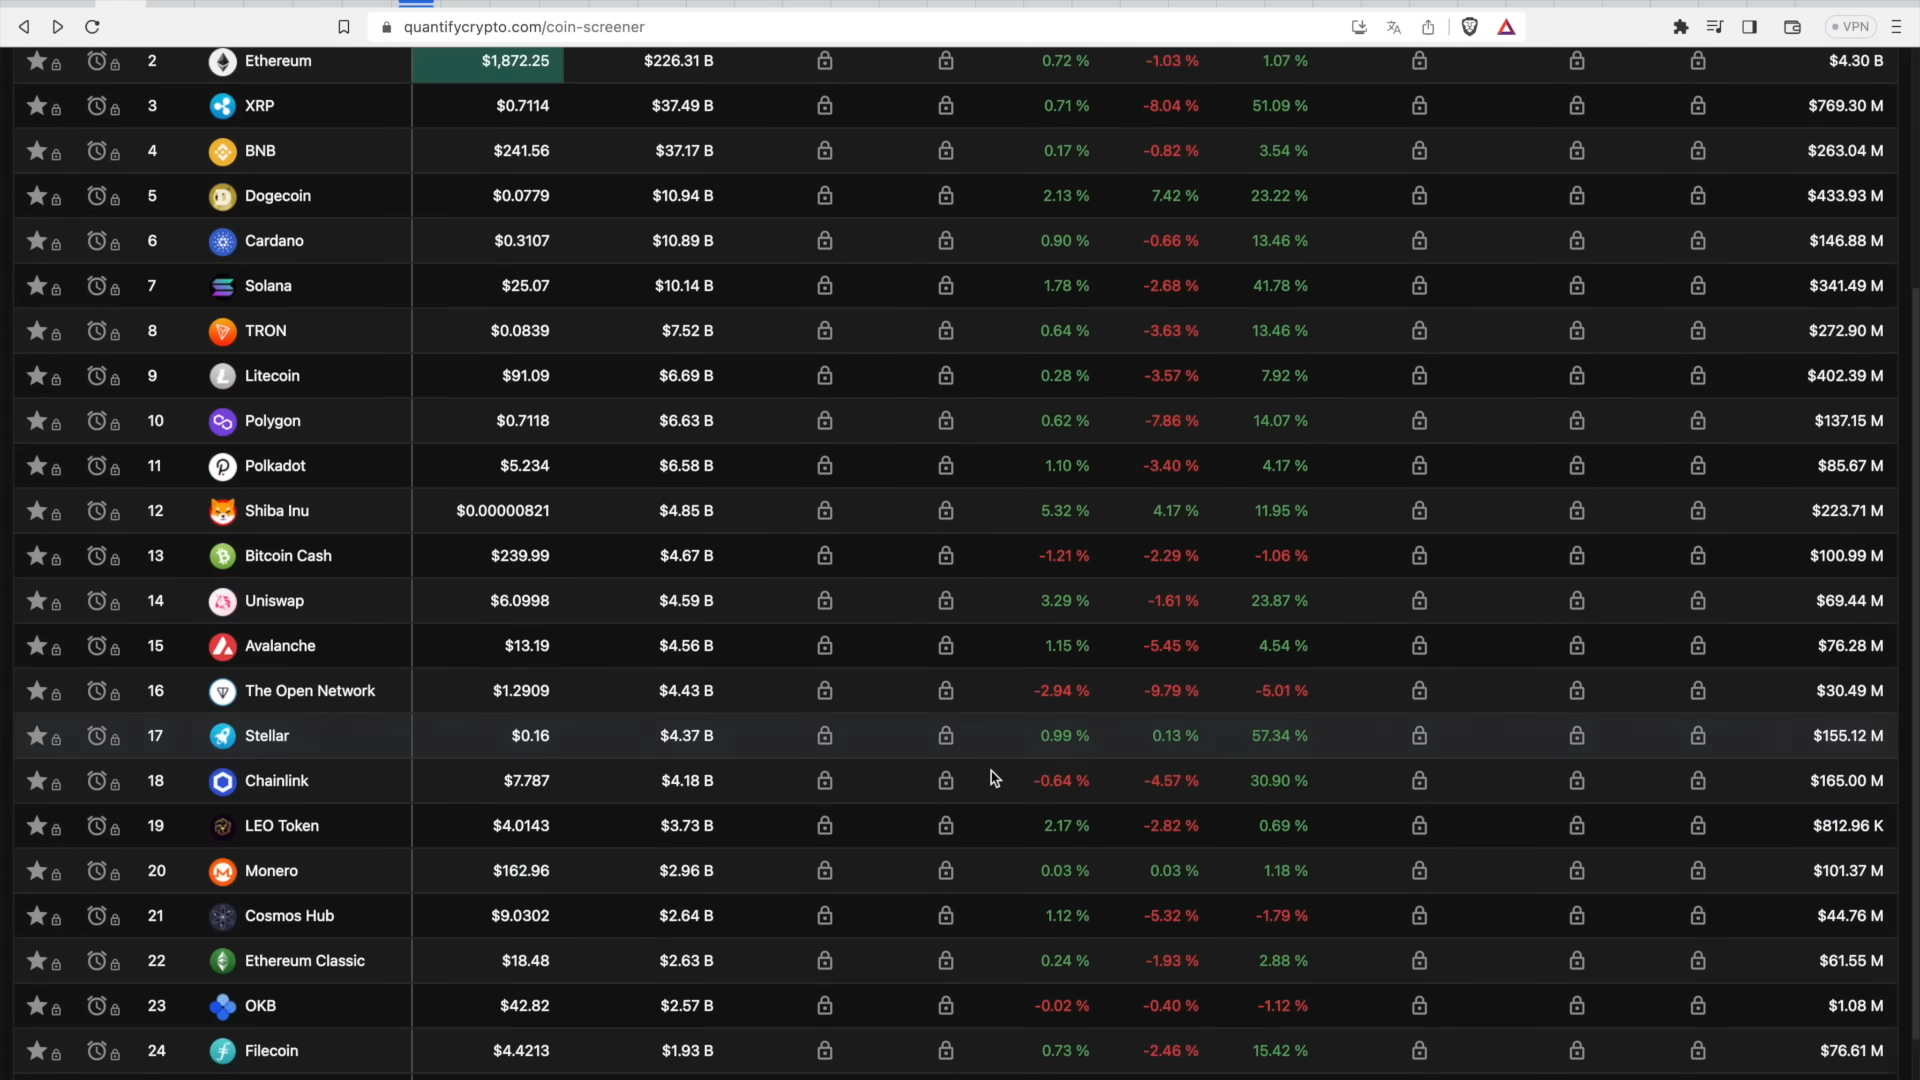 quantifycrypto.com/coin-screener
VPN
2 Ethereum $1,872.25 $226.31 B 0.72 % -1.03 % 1.07 % $4.30 B
3 XRP $0.7114 $37.49 B 0.71 % -8.04 % 51.09 % $769.30 M
4 BNB $241.56 $37.17 B 0.17 % -0.82 % 3.54 % $263.04 M
5 Dogecoin $0.0779 $10.94 B 2.13 % 7.42 % 23.22 % $433.93 M
6 Cardano $0.3107 $10.89 B 0.90 % -0.66 % 13.46 % $146.88 M
7 Solana $25.07 $10.14 B 1.78 % -2.68 % 41.78 % $341.49 M
8 TRON $0.0839 $7.52 B 0.64 % -3.63 % 13.46 % $272.90 M
9 Litecoin $91.09 $6.69 B 0.28 % -3.57 % 7.92 % $402.39 M
10 Polygon $0.7118 $6.63 B 0.62 % -7.86 % 14.07 % $137.15 M
11 Polkadot $5.234 $6.58 B 1.10 % -3.40 % 4.17 % $85.67 M
12 Shiba Inu $0.00000821 $4.85 B 5.32 % 4.17 % 11.95 % $223.71 M
13 Bitcoin Cash $239.99 $4.67 B -1.21 % -2.29 % -1.06 % $100.99 M
14 Uniswap $6.0998 $4.59 B 3.29 % -1.61 % 23.87 % $69.44 M
15 Avalanche $13.19 $4.56 B 1.15 % -5.45 % 4.54 % $76.28 M
16 The Open Network $1.2909 $4.43 B -2.94 % -9.79 % -5.01 % $30.49 M
17 Stellar $0.16 $4.37 B 0.99 % 0.13 % 57.34 % $155.12 M
18 Chainlink $7.787 $4.18 B -0.64 % -4.57 % 30.90 % $165.00 M
19 LEO Token $4.0143 $3.73 B 2.17 % -2.82 % 0.69 % $812.96 K
20 Monero $162.96 $2.96 B 0.03 % 0.03 % 1.18 % $101.37 M
21 Cosmos Hub $9.0302 $2.64 B 1.12 % -5.32 % -1.79 % $44.76 M
22 Ethereum Classic $18.48 $2.63 B 0.24 % -1.93 % 2.88 % $61.55 M
23 OKB $42.82 $2.57 B -0.02 % -0.40 % -1.12 % $1.08 M
24 Filecoin $4.4213 $1.93 B 0.73 % -2.46 % 15.42 % $76.61 M